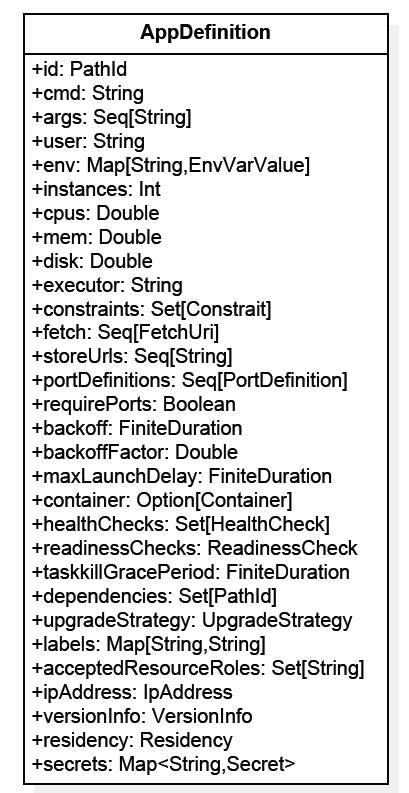 AppDefinition
+id: PathId
+cmd: String
+args: Seq[String]
+user: String
+env: Map[String,EnvVarValue]
+instances: Int
+cpus: Double
+mem: Double
+disk: Double
+executor: String
+constraints: Set[Constrait]
+fetch: Seq[FetchUri]
+storeUrls: Seq[String]
+portDefinitions: Seq[PortDefinition]
+requirePorts: Boolean
+backoff: FiniteDuration
+backoffFactor: Double
+maxLaunchDelay: FiniteDuration
+container: Option[Container]
+healthChecks: Set[HealthCheck]
+readinessChecks: ReadinessCheck
+taskkillGracePeriod: FiniteDuration
+dependencies: Set[PathId]
+upgradeStrategy: UpgradeStrategy
+labels: Map[String,String]
+acceptedResourceRoles: Set[String]
+ipAddress: IpAddress
+versionInfo: VersionInfo
+residency: Residency
+secrets: Map<String,Secret>